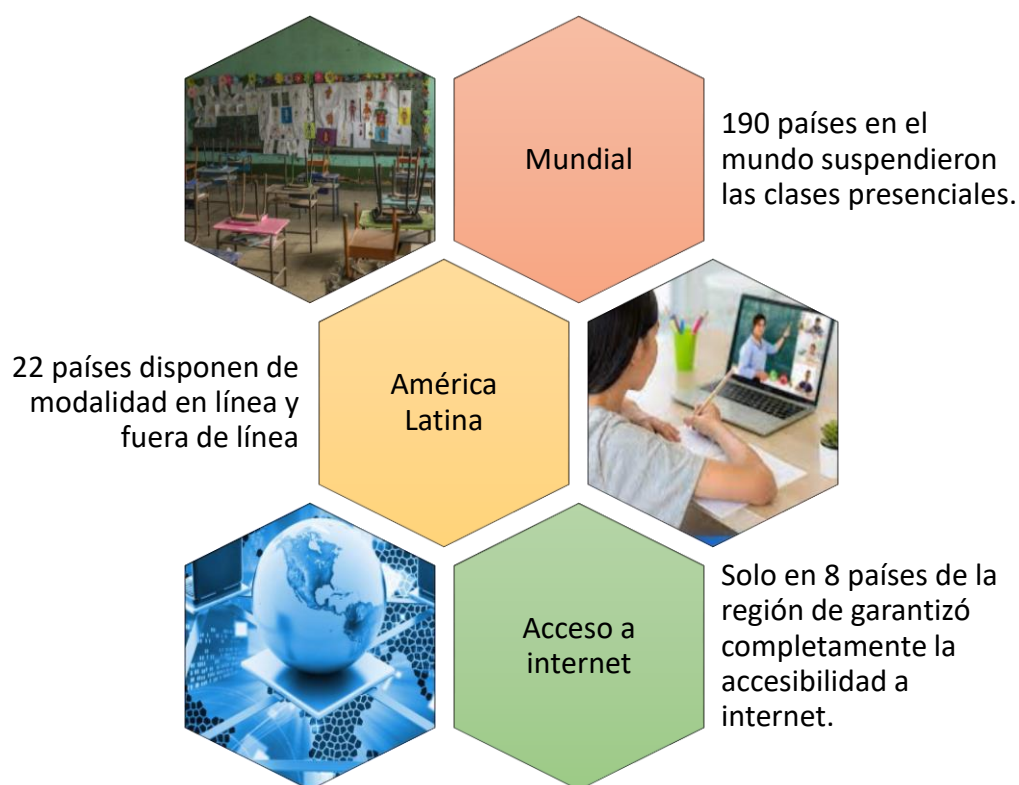 Mundial
190 países en el
mundo suspendieron
las clases presenciales.
22 países disponen de
modalidad en línea y
fuera de línea
América
Latina
Acceso a
internet
Solo en 8 países de la
región de garantizó
completamente la
accesibilidad a
internet.